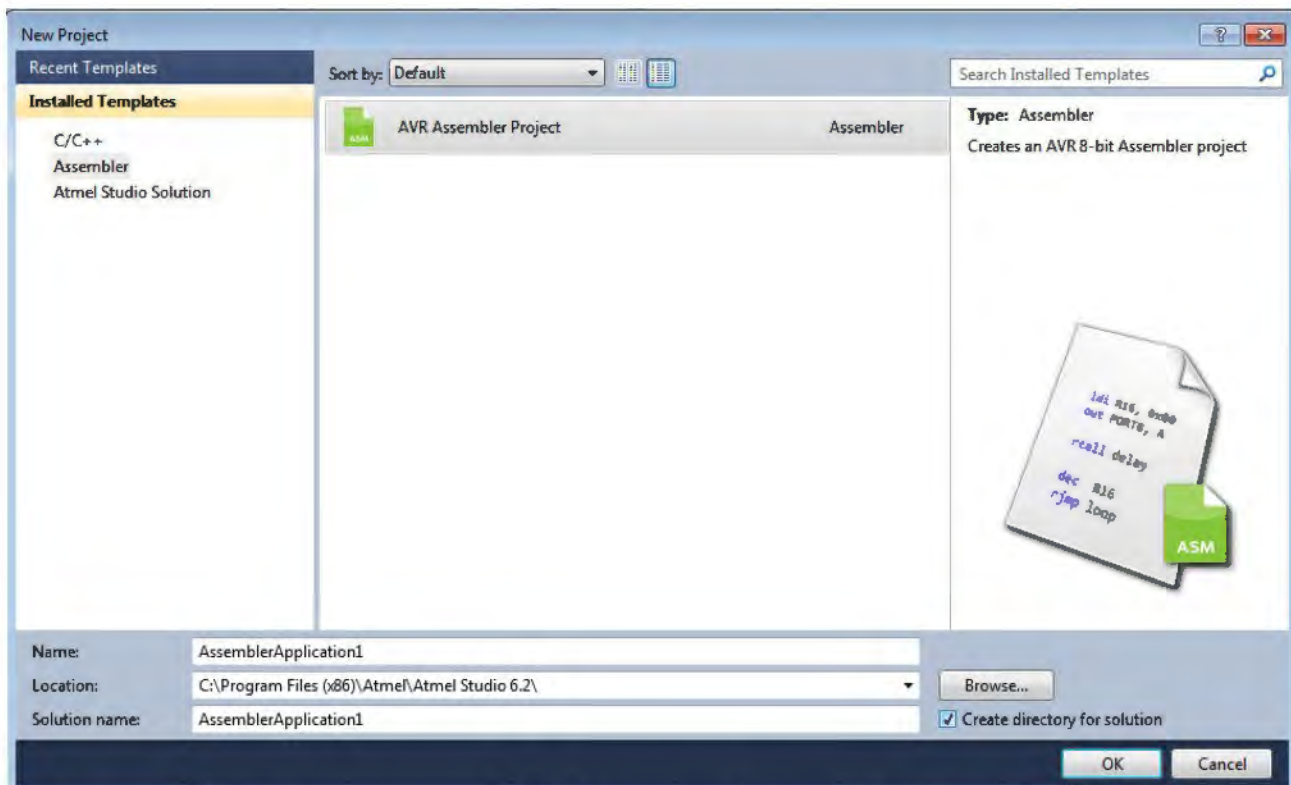 New Project
Recent Templates
Installed Templates
C/C++
Assembler
Atmel Studio Solution
Sort by: Default
AVR Assembler Project Assembler
ASM
Search Installed Templates
Type: Assembler
Creates an AVR 8-bit Assembler project
ldi R16, 0x00
out PORTB, A
rcall delay
dec R16
rjmp loop
ASM
Name: AssemblerApplication1
Location: C:\Program Files (x86)\Atmel\Atmel Studio 6.2\
Browse...
Solution name: AssemblerApplication1
Create directory for solution
OK Cancel